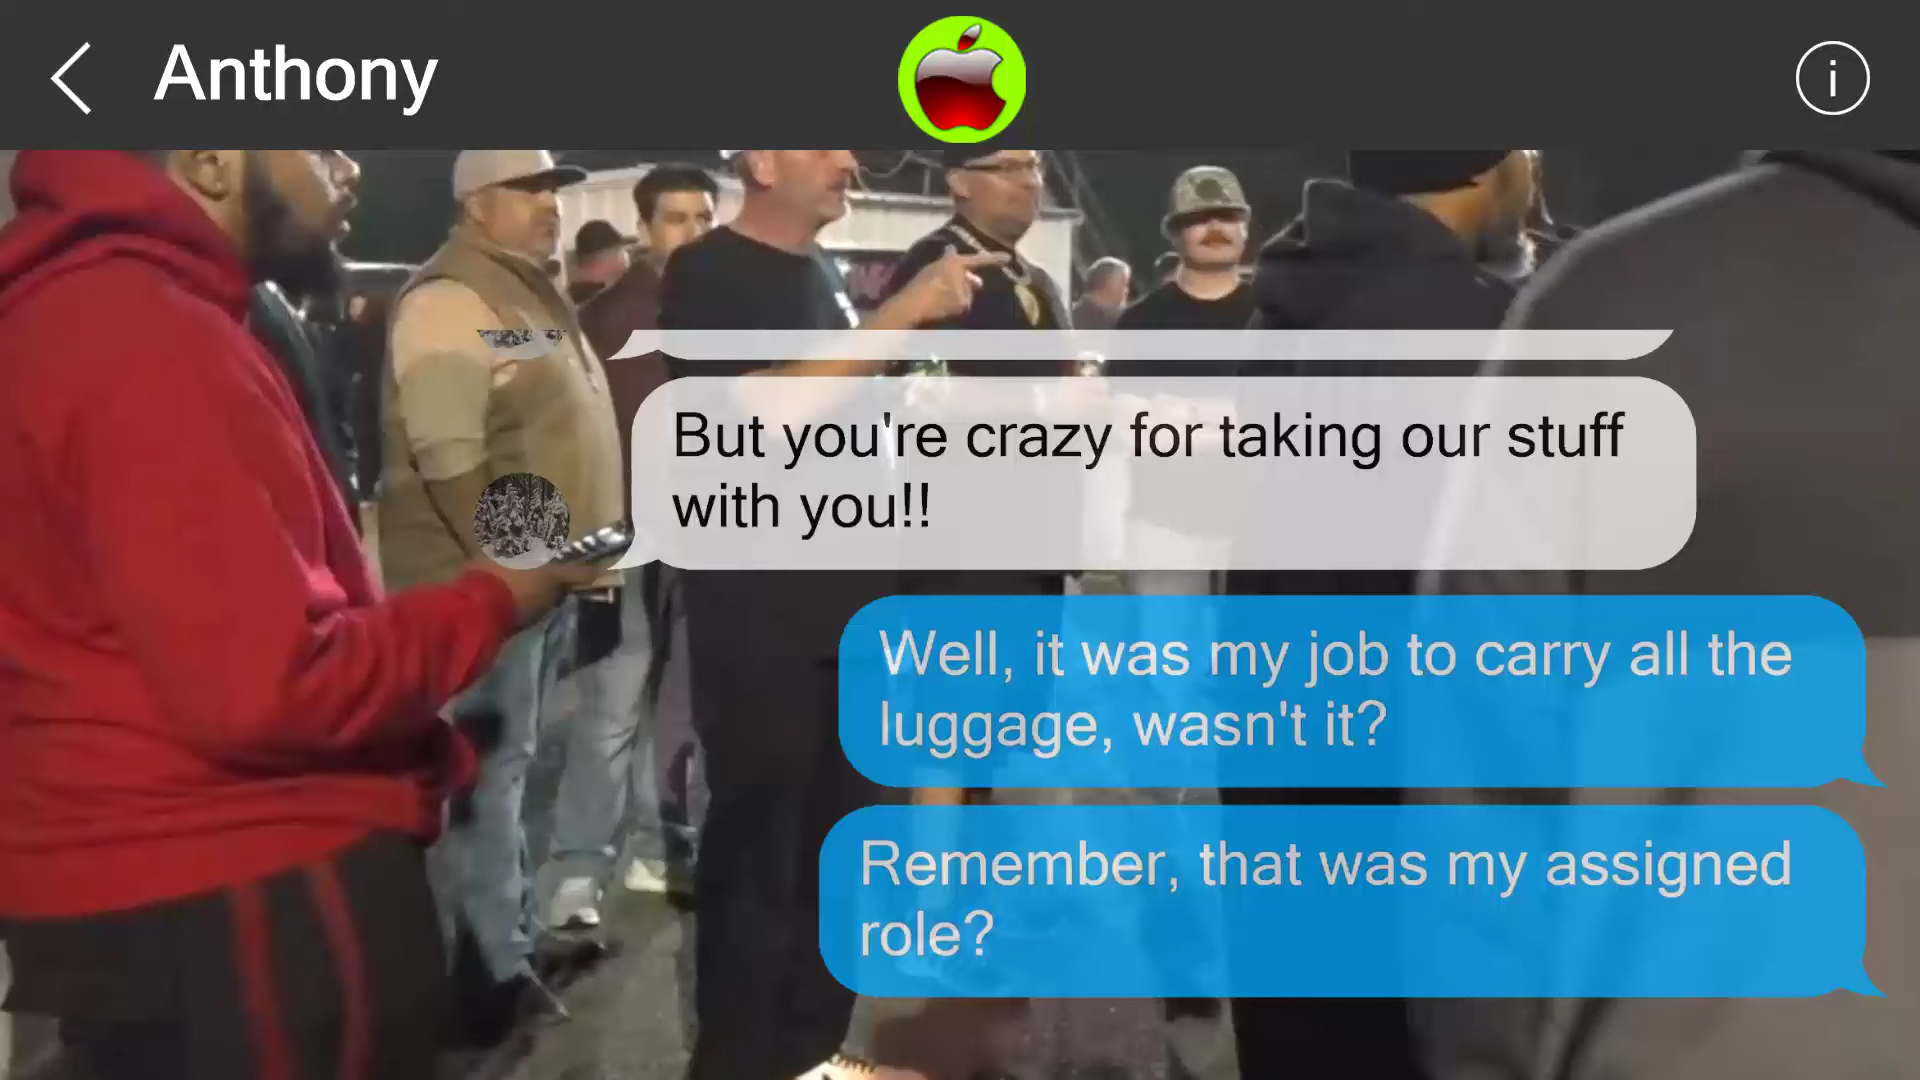 Anthony
i
But you're crazy for taking our stuff
with you!!
Well, it was my job to carry all the
luggage, wasn't it?
Remember, that was my assigned
role?